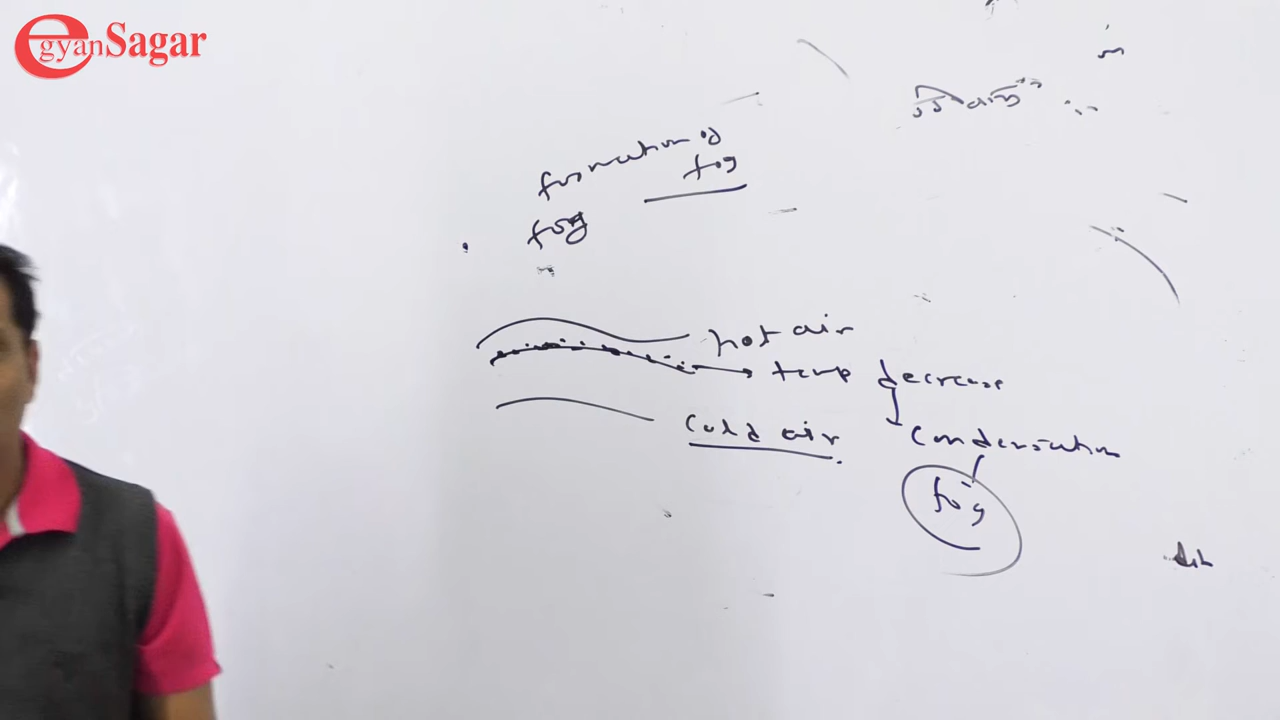 egyanSagar
formation of
fog
fog
hot air
temp decrease
cold air
condensation
fog